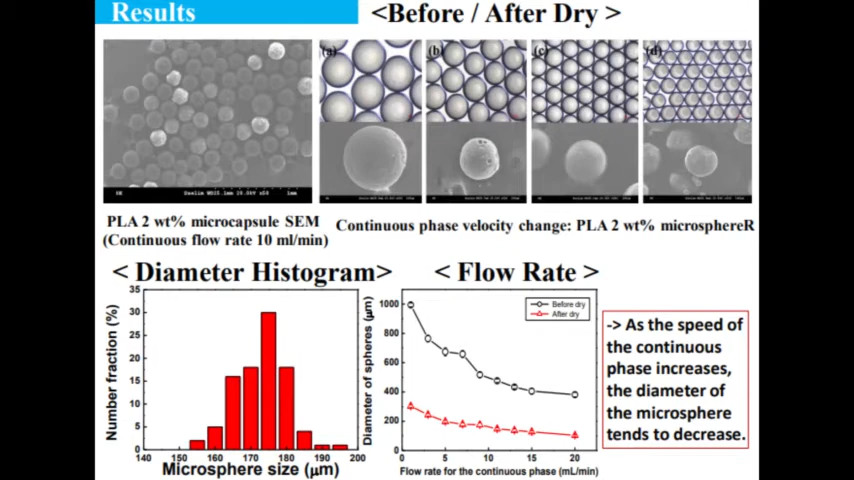 Results
<Before / After Dry >
(a)
(b)
(c)
(d)
PLA 2 wt% microcapsule SEM
(Continuous flow rate 10 ml/min)
Continuous phase velocity change: PLA 2 wt% microsphereR
< Diameter Histogram>
< Flow Rate >
Number fraction (%)
35
30
25
20
15
10
5
0
140 150 160 170 180 190 200
Microsphere size (μm)
Diameter of spheres (μm)
1000
800
600
400
200
0
0 5 10 15 20
Flow rate for the continuous phase (mL/min)
Before dry
After dry
-> As the speed of
the continuous
phase increases,
the diameter of
the microsphere
tends to decrease.